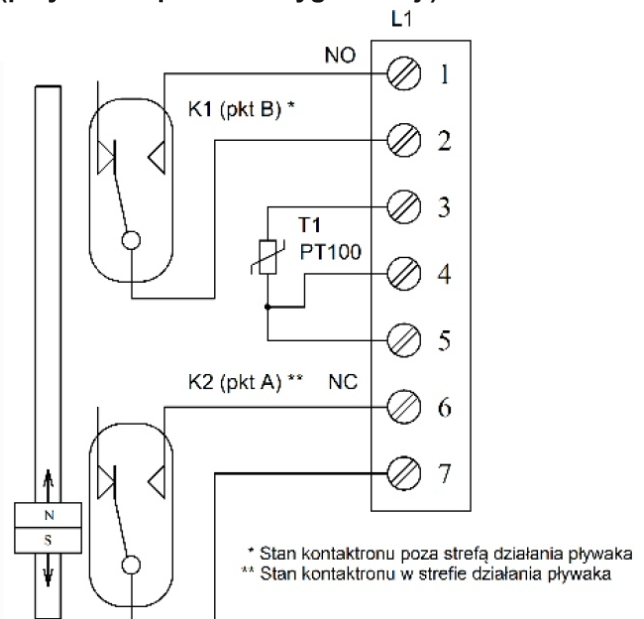 L1
NO
1
K1 (pkt B) *
2
3
T1
PT100
4
5
K2 (pkt A) ** NC
6
7
N
S
* Stan kontaktronu poza strefą działania pływaka
** Stan kontaktronu w strefie działania pływaka